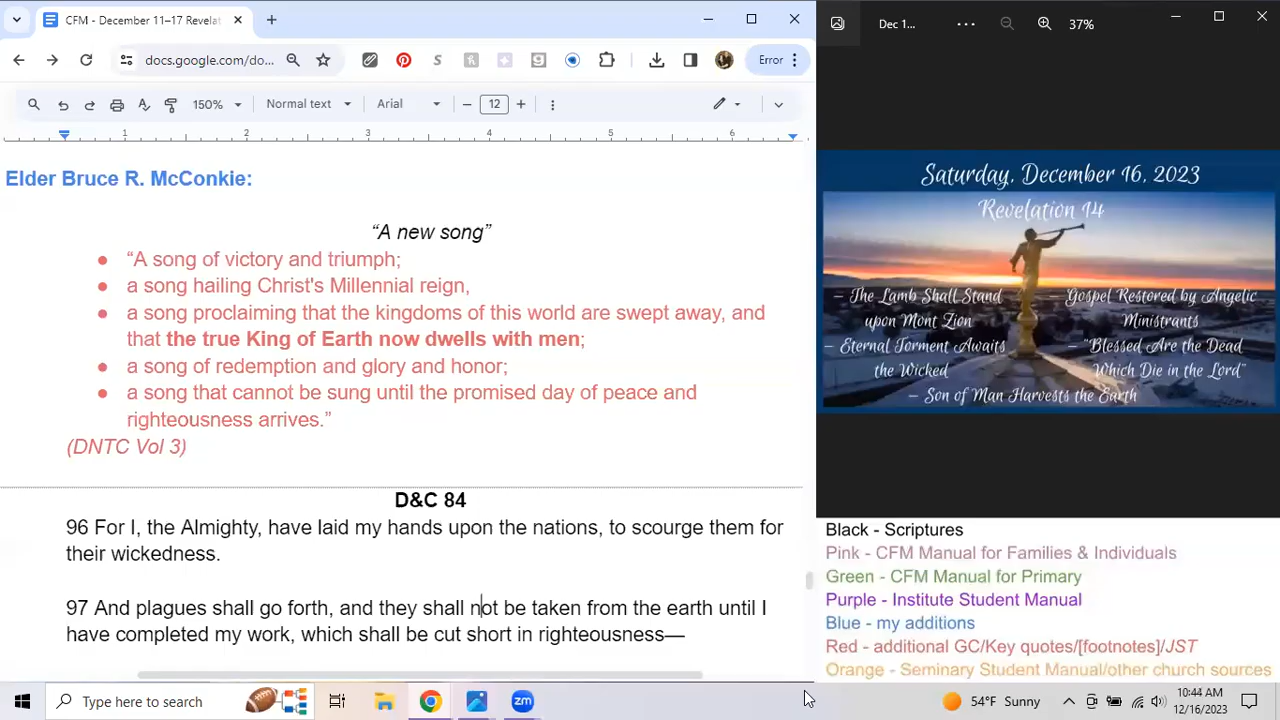 CFM - December 11–17 Revelat
docs.google.com/do...
Error
150%
Normal text
Arial
12
1 2 3 4 5 6
Elder Bruce R. McConkie:
“A new song”
● “A song of victory and triumph;
● a song hailing Christ's Millennial reign,
● a song proclaiming that the kingdoms of this world are swept away, and
that the true King of Earth now dwells with men;
● a song of redemption and glory and honor;
● a song that cannot be sung until the promised day of peace and
righteousness arrives.”
(DNTC Vol 3)
D&C 84
96 For I, the Almighty, have laid my hands upon the nations, to scourge them for
their wickedness.
97 And plagues shall go forth, and they shall not be taken from the earth until I
have completed my work, which shall be cut short in righteousness—
Dec 1...
37%
Saturday, December 16, 2023
Revelation 14
– The Lamb Shall Stand
upon Mont Zion
– Eternal Torment Awaits
the Wicked
– Gospel Restored by Angelic
Ministrants
– "Blessed Are the Dead
Which Die in the Lord"
– Son of Man Harvests the Earth
Black - Scriptures
Pink - CFM Manual for Families & Individuals
Green - CFM Manual for Primary
Purple - Institute Student Manual
Blue - my additions
Red - additional GC/Key quotes/[footnotes]/JST
Orange - Seminary Student Manual/other church sources
Type here to search
zm
54°F Sunny
10:44 AM
12/16/2023